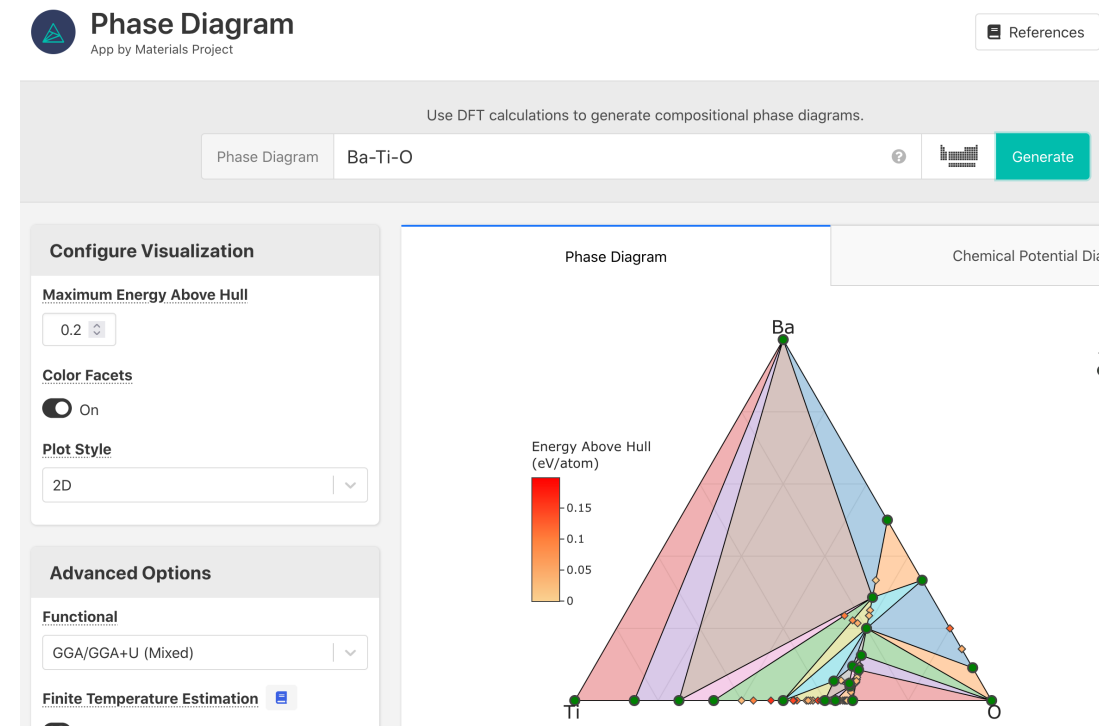 Phase Diagram
App by Materials Project
References
Use DFT calculations to generate compositional phase diagrams.
Phase Diagram
Ba-Ti-O
?
Generate
Configure Visualization
Maximum Energy Above Hull
0.2
Color Facets
On
Plot Style
2D
Advanced Options
Functional
GGA/GGA+U (Mixed)
Finite Temperature Estimation
Phase Diagram
Chemical Potential
Ba
Energy Above Hull
(eV/atom)
0.15
0.1
0.05
0
Ti
O